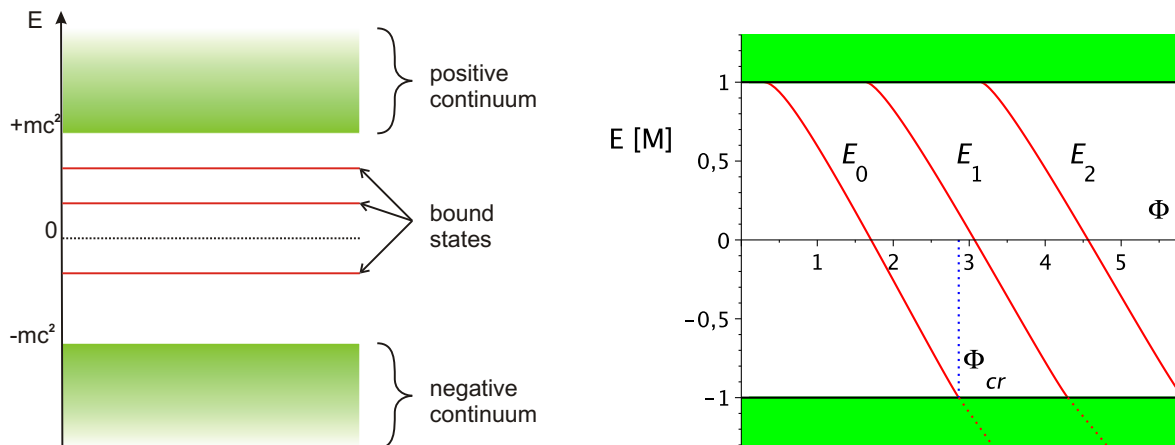 E
positive
continuum
+mc²
bound
states
0
-mc²
negative
continuum
E [M]
1
0,5
0
−0,5
−1
E0
E1
E2
Φ
1
2
3
4
5
Φcr